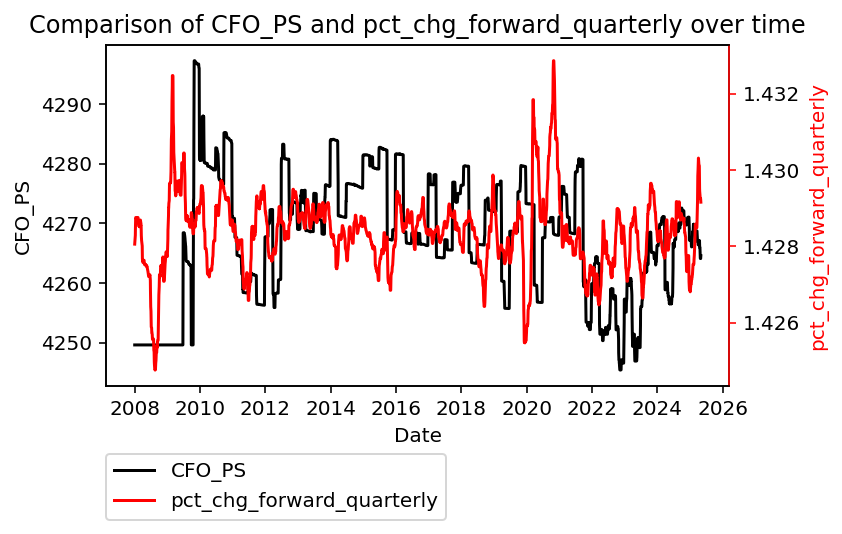 Comparison of CFO_PS and pct_chg_forward_quarterly over time
4290
4280
4270
4260
4250
CFO_PS
1.432
1.430
1.428
1.426
pct_chg_forward_quarterly
2008 2010 2012 2014 2016 2018 2020 2022 2024 2026
Date
CFO_PS
pct_chg_forward_quarterly